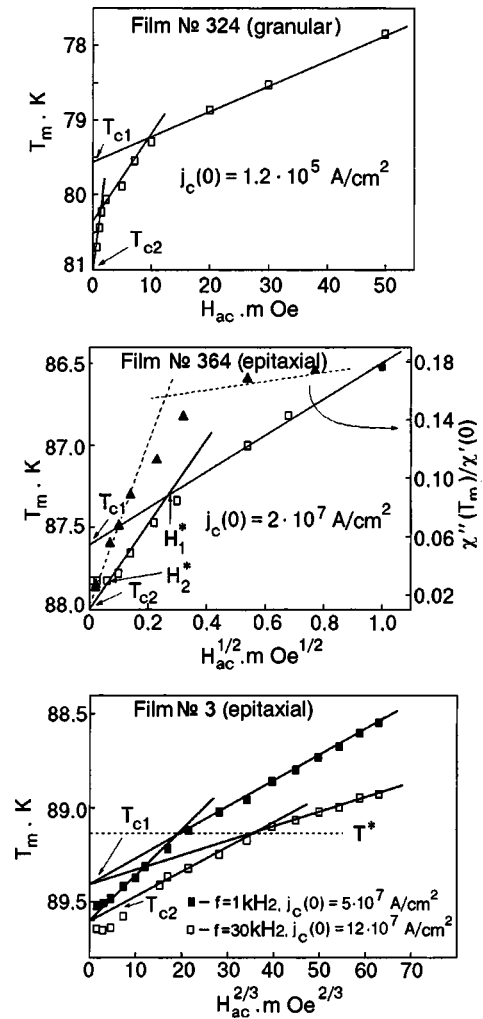 Film № 324 (granular)
78
79
80
81
T_m · K
T_c1
T_c2
j_c(0) = 1.2 · 10^5 A/cm^2
0 10 20 30 40 50
H_ac .m Oe
Film № 364 (epitaxial)
86.5
87.0
87.5
88.0
T_m · K
0.18
0.14
0.10
0.06
0.02
χ''(T_m)/χ'(0)
T_c1
H_1^*
H_2^*
T_c2
j_c(0) = 2 · 10^7 A/cm^2
0 0.2 0.4 0.6 0.8 1.0
H_ac^1/2 .m Oe^1/2
Film № 3 (epitaxial)
88.5
89.0
89.5
T_m · K
T_c1
T^*
T_c2
– f=1kH2, j_c(0) = 5·10^7 A/cm^2
– f=30kH2, j_c(0) = 12·10^7 A/cm^2
0 10 20 30 40 50 60 70
H_ac^2/3 .m Oe^2/3